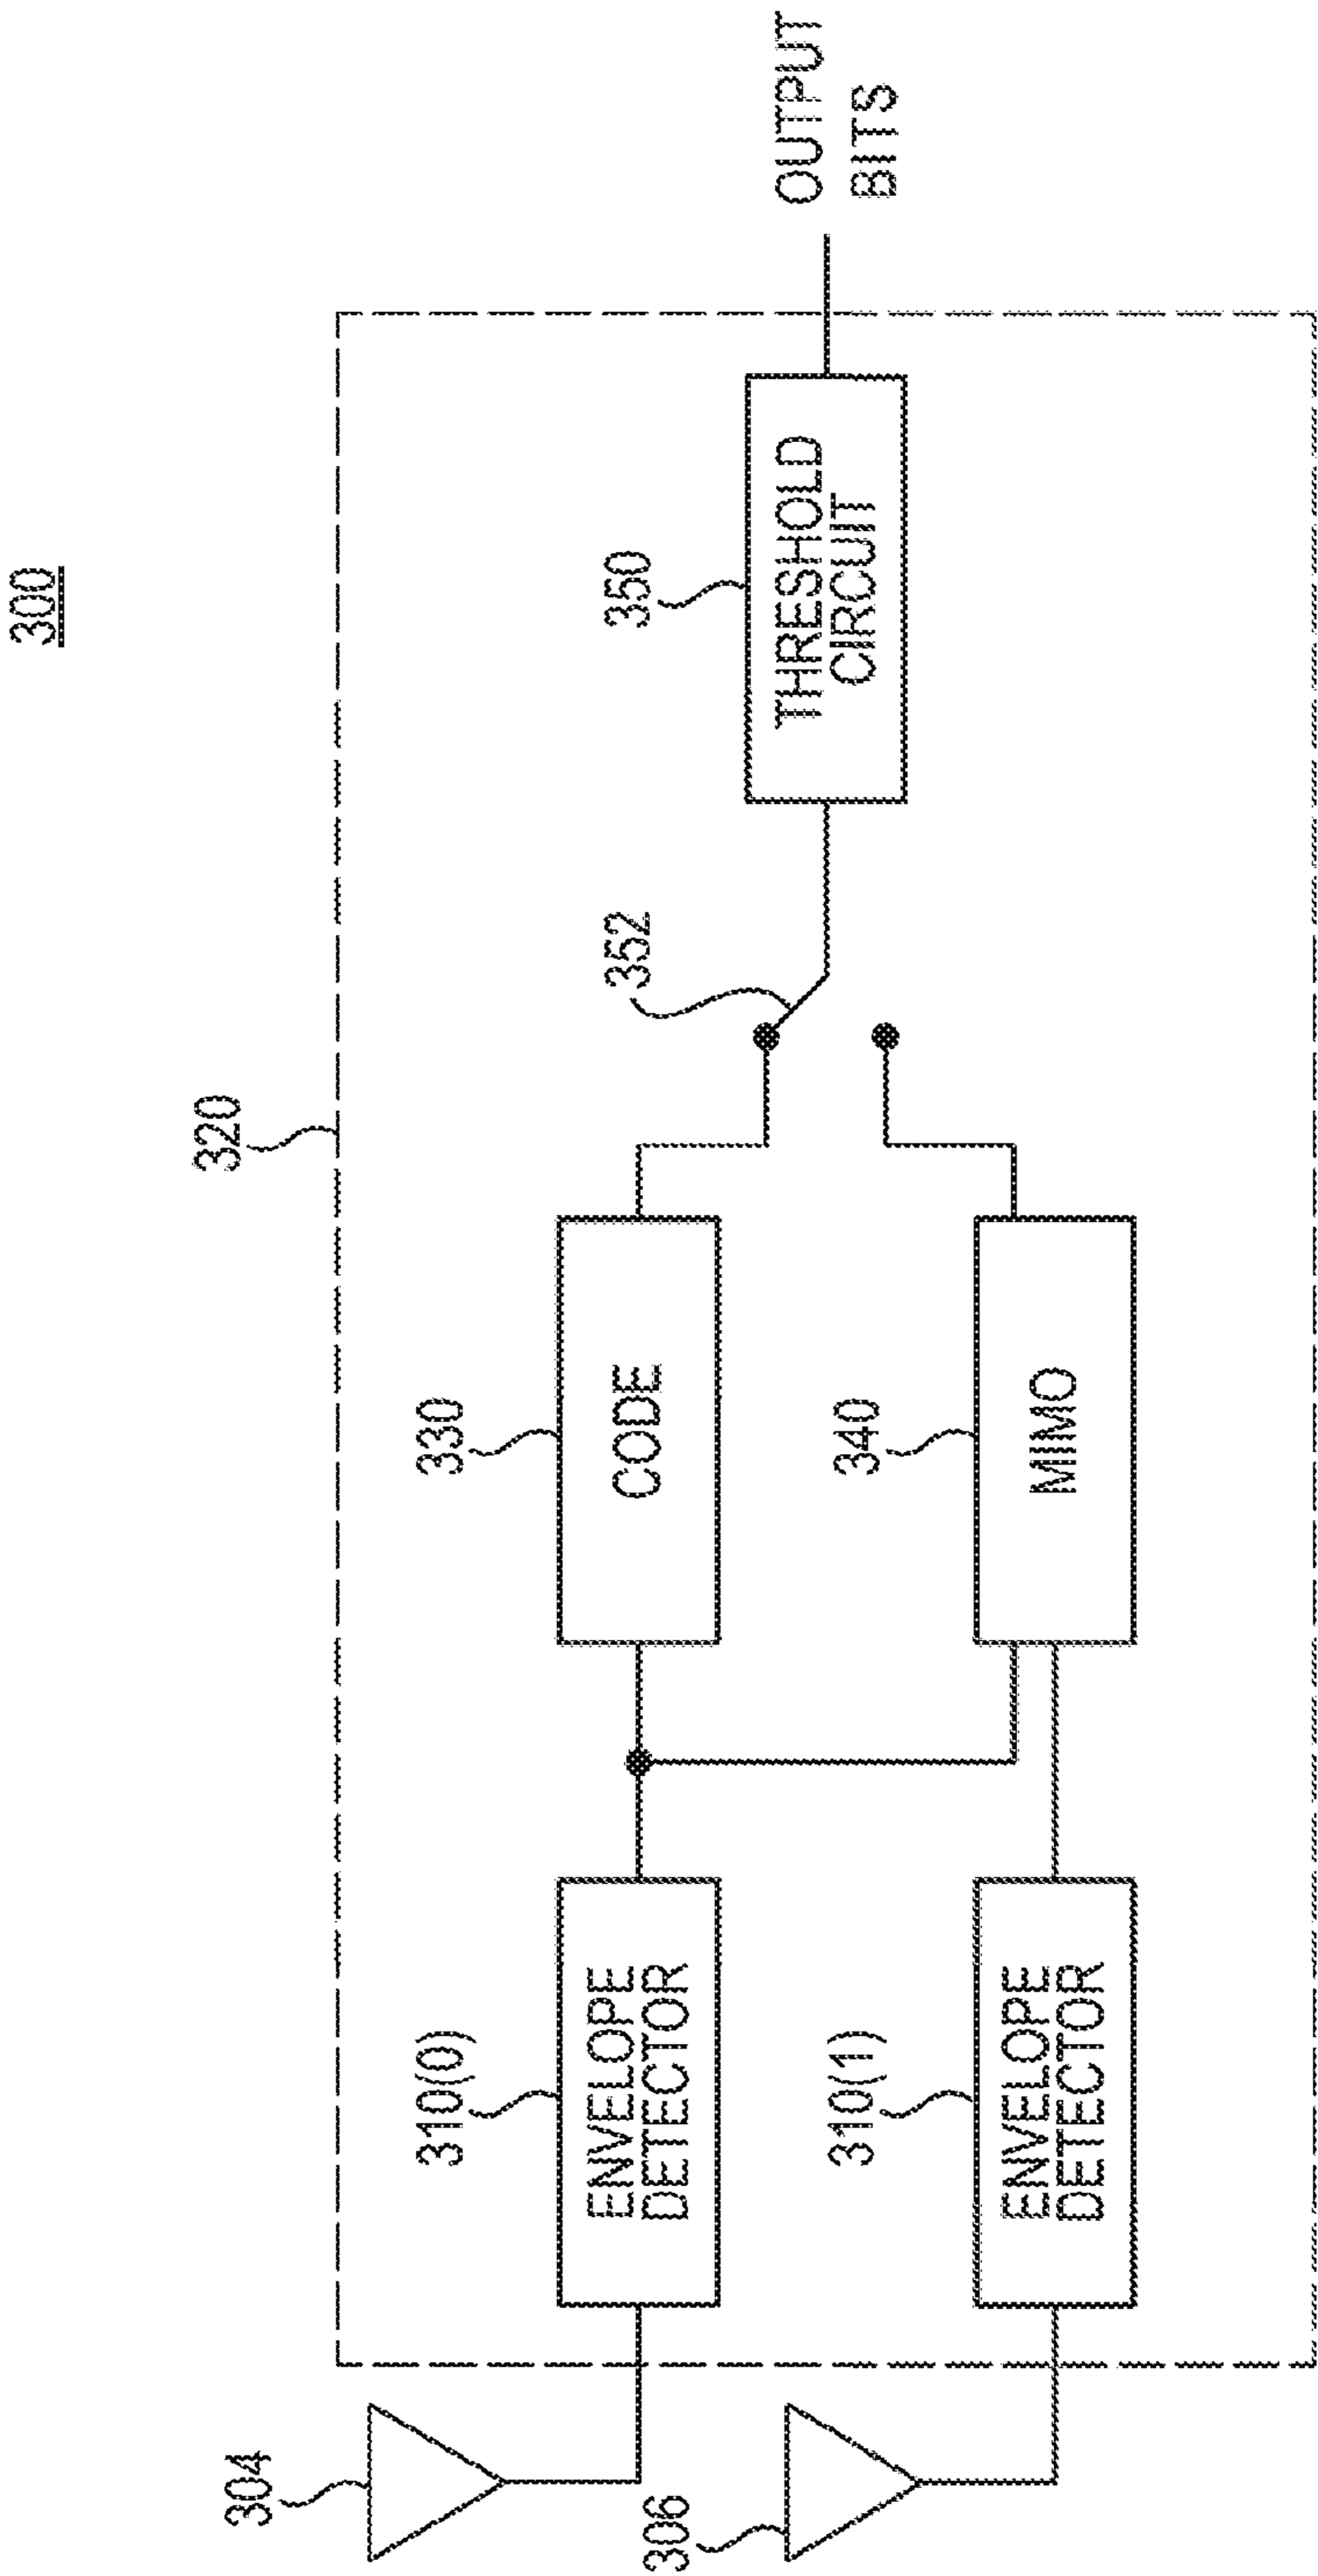 300
320
304
310(0)
ENVELOPE
DETECTOR
330
CODE
352
350
THRESHOLD
CIRCUIT
OUTPUT
BITS
306
310(1)
ENVELOPE
DETECTOR
340
MIMO